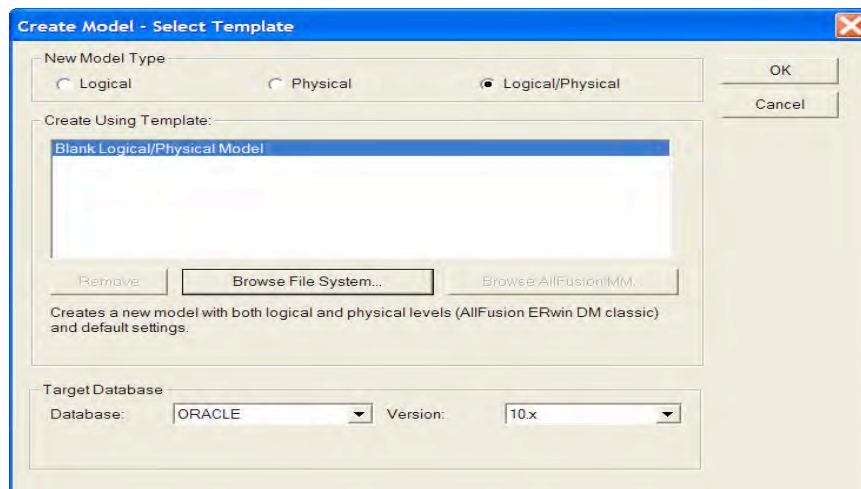 Create Model - Select Template
New Model Type
Logical
Physical
Logical/Physical
OK
Cancel
Create Using Template:
Blank Logical/Physical Model
Remove
Browse File System...
Browse AllFusion MM...
Creates a new model with both logical and physical levels (AllFusion ERwin DM classic)
and default settings.
Target Database
Database:
ORACLE
Version:
10.x